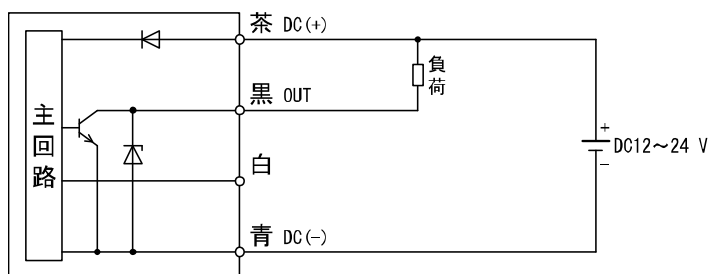 茶 DC(+)
負荷
黒 OUT
主回路
+
DC12～24 V
−
白
青 DC(−)